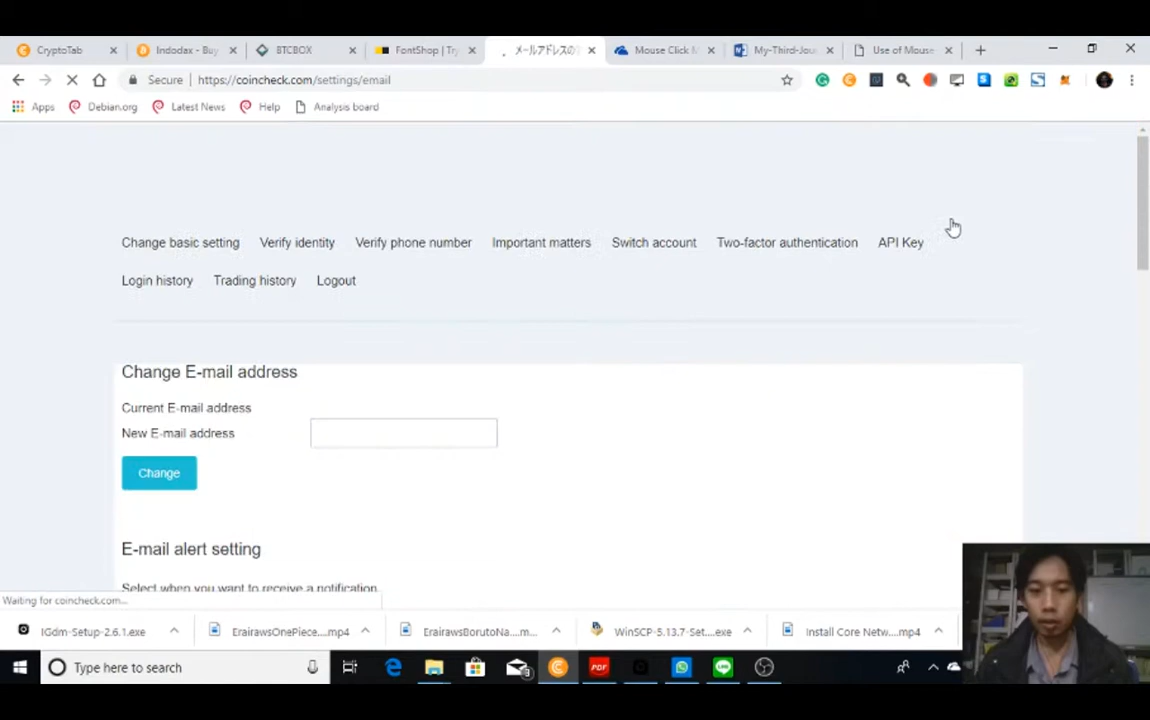 CryptoTab
Indodax - Buy
BTCBOX
FontShop | Try
メールアドレスの
Mouse Click M
My-Third-Jou
Use of Mouse
Secure
https://coincheck.com/settings/email
Apps
Debian.org
Latest News
Help
Analysis board
Change basic setting
Verify identity
Verify phone number
Important matters
Switch account
Two-factor authentication
API Key
Login history
Trading history
Logout
Change E-mail address
Current E-mail address
New E-mail address
Change
E-mail alert setting
Select when you want to receive a notification.
Waiting for coincheck.com...
IGdm-Setup-2.6.1.exe
ErairawsOnePiece....mp4
ErairawsBorutoNa....m...
WinSCP-5.13.7-Set....exe
Install Core Netw....mp4
Type here to search
PDF